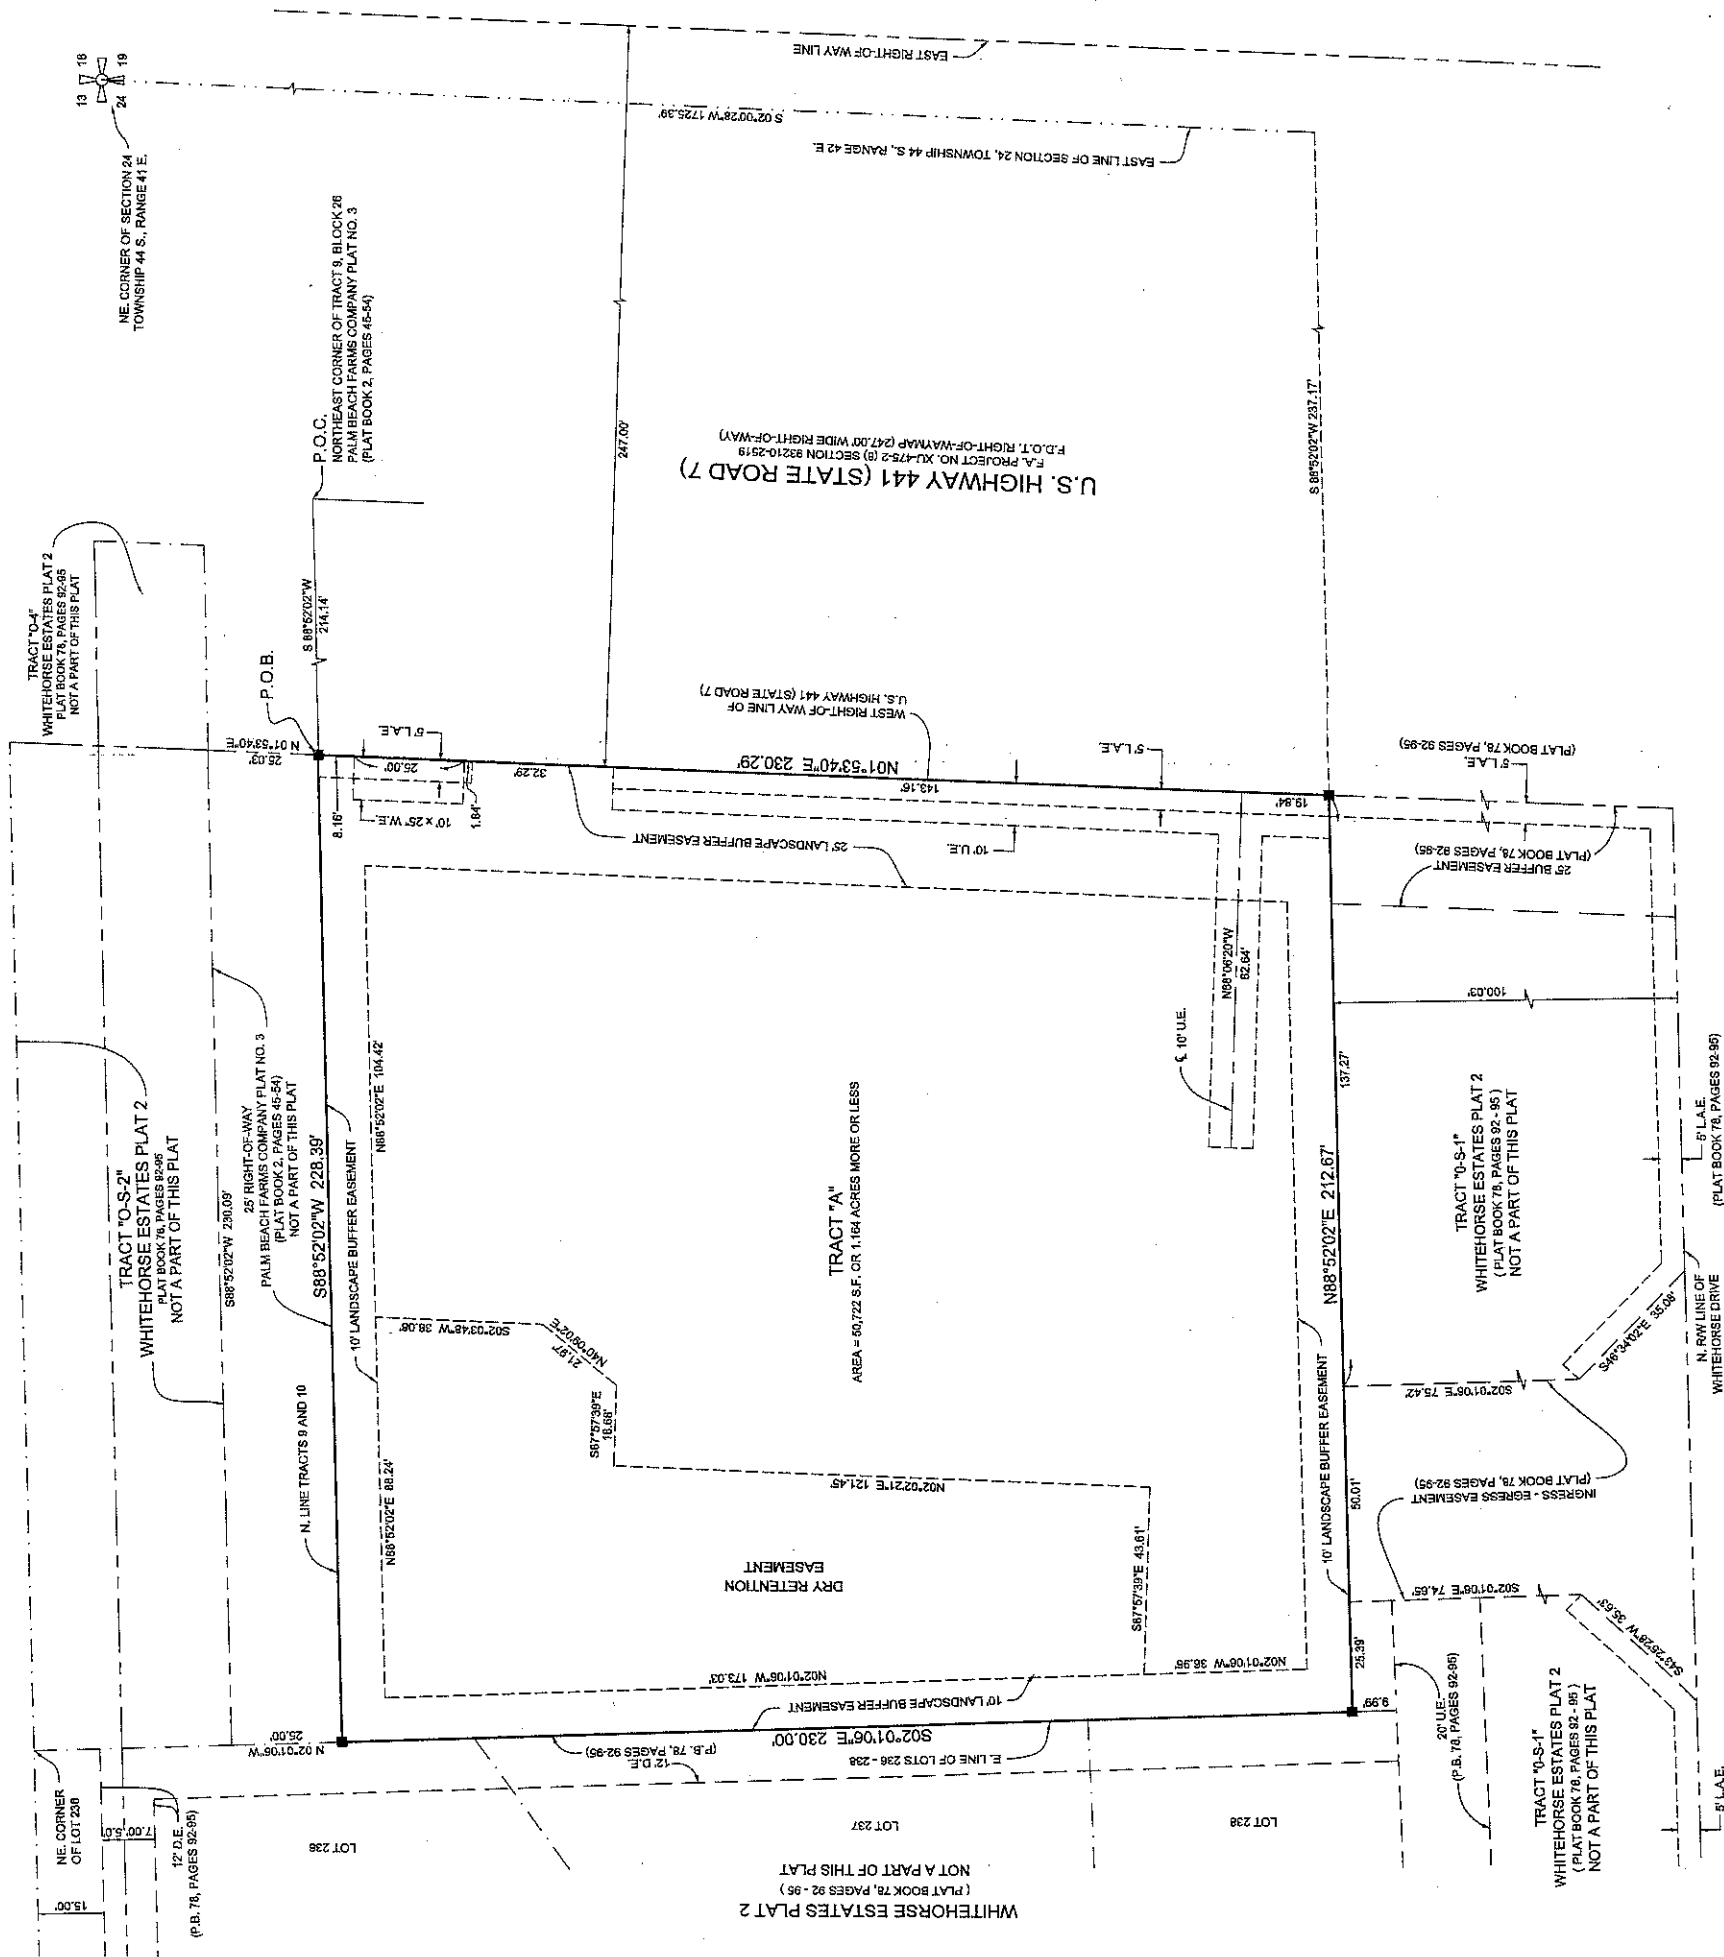 13 18
24 19
NE. CORNER OF SECTION 24
TOWNSHIP 44 S., RANGE 41 E.
EAST RIGHT-OF-WAY LINE
S 02°00'28"W 1725.39'
EAST LINE OF SECTION 24, TOWNSHIP 44 S., RANGE 42 E.
P.O.C.
NORTHEAST CORNER OF TRACT 9, BLOCK 26
PALM BEACH FARMS COMPANY PLAT NO. 3
(PLAT BOOK 2, PAGES 45-54)
247.00'
U.S. HIGHWAY 441 (STATE ROAD 7)
F.A. PROJECT NO. XU-475-2 (8) SECTION 93210-2519
F.D.O.T. RIGHT-OF-WAYMAP (247.00' WIDE RIGHT-OF-WAY)
S 88°52'02"W 237.17'
TRACT "O-4"
WHITEHORSE ESTATES PLAT 2
PLAT BOOK 78, PAGES 92-95
NOT A PART OF THIS PLAT
S 88°52'02"W
214.14'
P.O.B.
N 01°53'40"E
25.03'
WEST RIGHT-OF WAY LINE OF
U.S. HIGHWAY 441 (STATE ROAD 7)
5' L.A.E.
25.00'
8.16'
10' x 25' W.E.
1.84'
32.29'
N01°53'40"E 230.29'
143.16'
5' L.A.E.
19.84'
5' L.A.E.
(PLAT BOOK 78, PAGES 92-95)
25' LANDSCAPE BUFFER EASEMENT
10' U.E.
25' BUFFER EASEMENT
(PLAT BOOK 78, PAGES 92-95)
TRACT "O-S-2"
WHITEHORSE ESTATES PLAT 2
PLAT BOOK 78, PAGES 92-95
NOT A PART OF THIS PLAT
S88°52'02"W 230.09'
25' RIGHT-OF-WAY
PALM BEACH FARMS COMPANY PLAT NO. 3
(PLAT BOOK 2, PAGES 45-54)
NOT A PART OF THIS PLAT
S88°52'02"W 228.39'
10' LANDSCAPE BUFFER EASEMENT
N88°52'02"E 104.42'
N. LINE TRACTS 9 AND 10
N88°52'02"E 88.24'
TRACT "A"
AREA = 50,722 S.F. OR 1.164 ACRES MORE OR LESS
N88°06'20"W
62.64'
℄ 10' U.E.
S02°03'48"W 38.08'
N40°09'02"E
21.97'
S87°57'39"E
18.68'
N02°02'21"E 121.45'
DRY RETENTION
EASEMENT
S87°57'39"E 43.61'
N02°01'06"W 173.03'
N02°01'06"W 36.96'
10' LANDSCAPE BUFFER EASEMENT
N88°52'02"E 212.67'
137.27'
50.01'
25.39'
10' LANDSCAPE BUFFER EASEMENT
100.03'
TRACT "0-S-1"
WHITEHORSE ESTATES PLAT 2
( PLAT BOOK 78, PAGES 92 - 95 )
NOT A PART OF THIS PLAT
5' L.A.E.
(PLAT BOOK 78, PAGES 92-95)
S46°34'02"E 35.08'
N. R/W LINE OF
WHITEHORSE DRIVE
S02°01'06"E 75.42'
INGRESS - EGRESS EASEMENT
(PLAT BOOK 78, PAGES 92-95)
S02°01'06"E 74.65'
S43°25'28"W 35.63'
9.99'
20' U.E.
(P.B. 78, PAGES 92-95)
TRACT "0-S-1"
WHITEHORSE ESTATES PLAT 2
( PLAT BOOK 78, PAGES 92 - 95 )
NOT A PART OF THIS PLAT
5' L.A.E.
S02°01'06"E 230.00'
E. LINE OF LOTS 236 - 238
12' D.E.
(P.B. 78, PAGES 92-95)
N 02°01'06"W
25.00'
NE. CORNER
OF LOT 236
7.00'
5.0'
12' D.E.
(P.B. 78, PAGES 92-95)
15.00'
LOT 236
LOT 237
LOT 238
WHITEHORSE ESTATES PLAT 2
( PLAT BOOK 78, PAGES 92 - 95 )
NOT A PART OF THIS PLAT